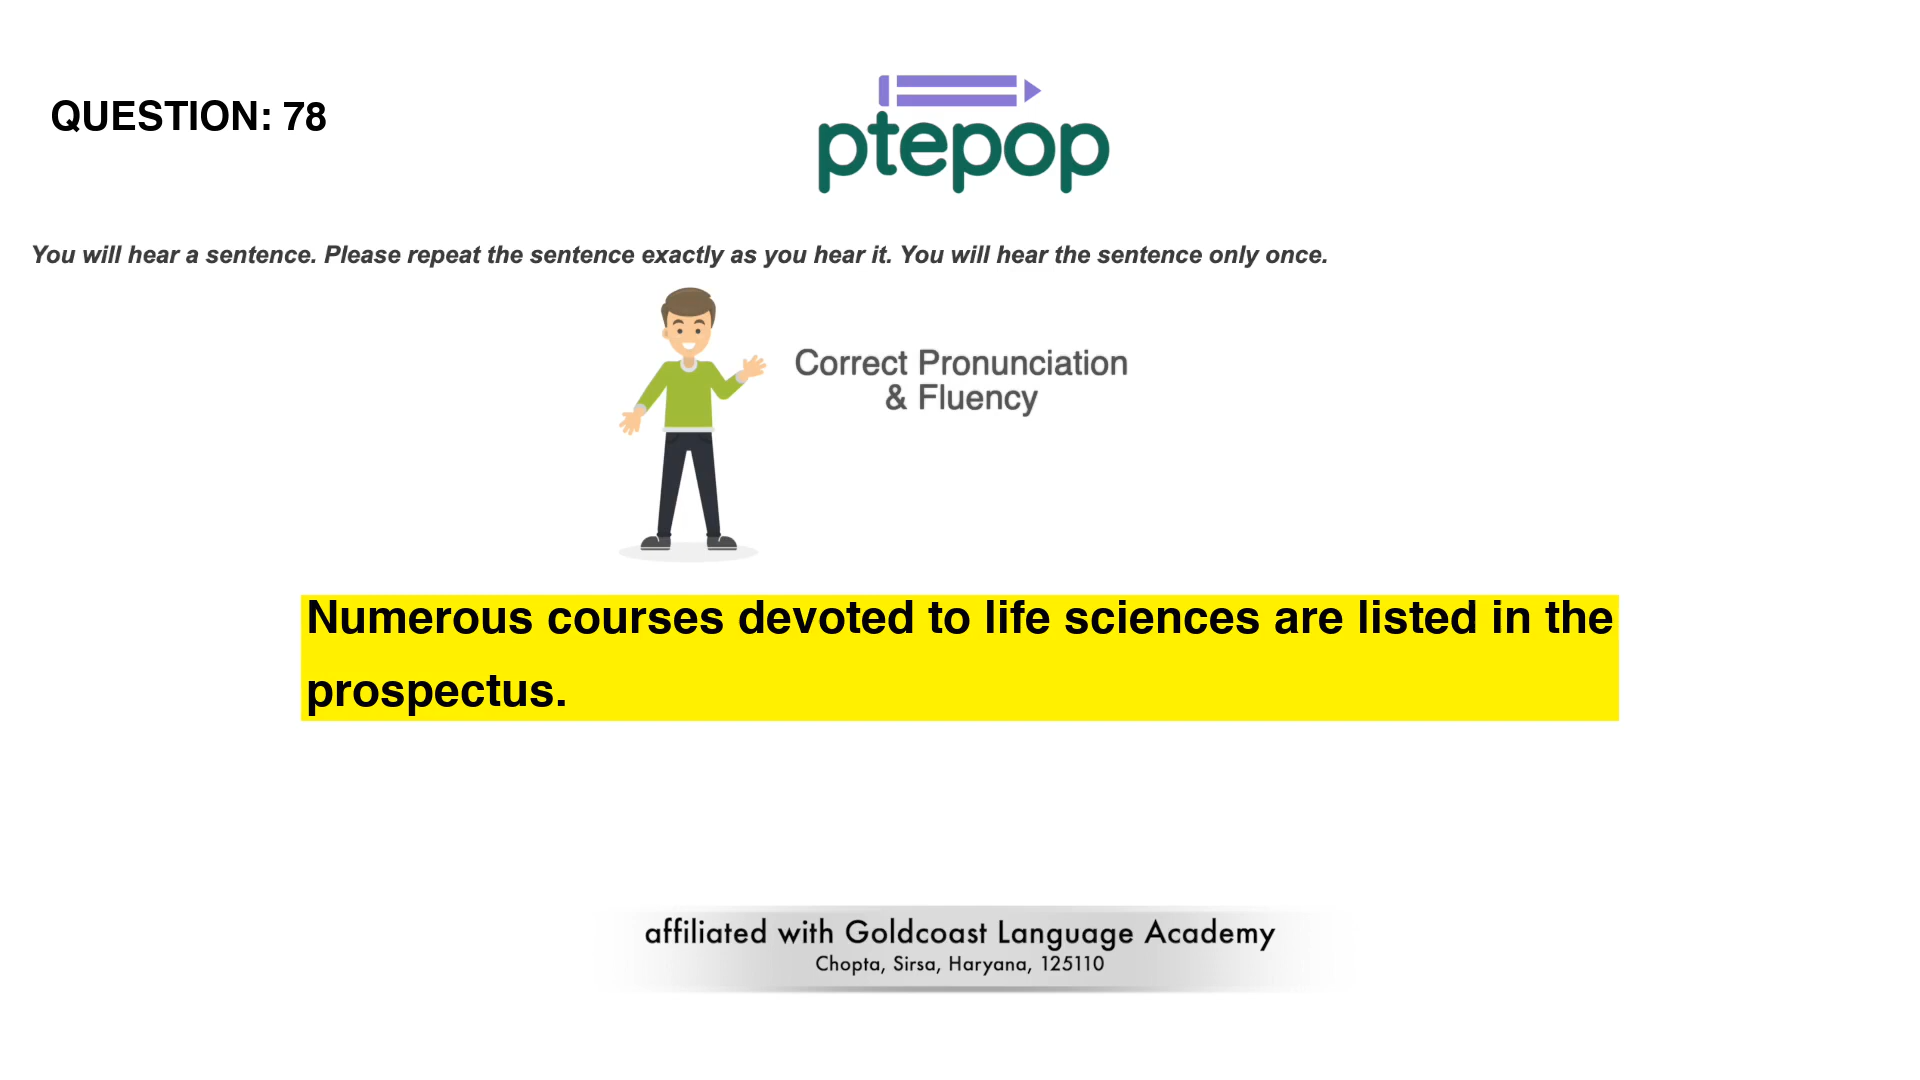 QUESTION: 78
ptepop
You will hear a sentence. Please repeat the sentence exactly as you hear it. You will hear the sentence only once.
Correct Pronunciation
& Fluency
Numerous courses devoted to life sciences are listed in the
prospectus.
affiliated with Goldcoast Language Academy
Chopta, Sirsa, Haryana, 125110